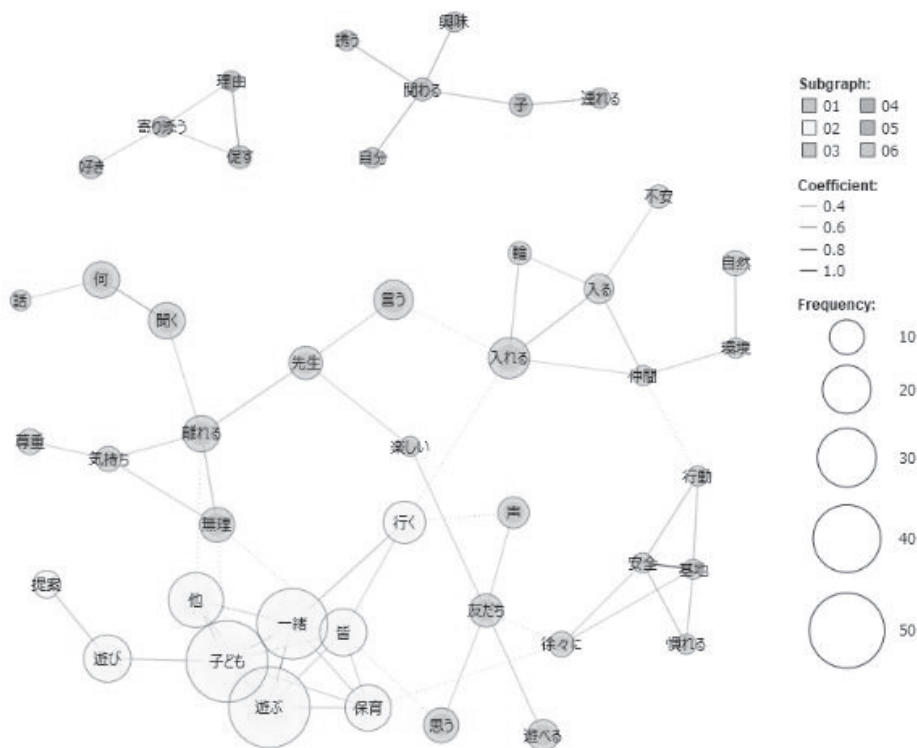 興味
誘う
理由
関わる
子
連れる
寄り添う
好き
促す
自分
不安
輪
入る
自然
何
話
聞く
言う
先生
入れる
環境
仲間
離れる
尊重
気持ち
楽しい
行動
無理
行く
声
安全
基地
提案
他
一緒
皆
友だち
徐々に
慣れる
遊び
子ども
遊ぶ
保育
思う
遊べる
Subgraph:
01 04
02 05
03 06
Coefficient:
0.4
0.6
0.8
1.0
Frequency:
10
20
30
40
50